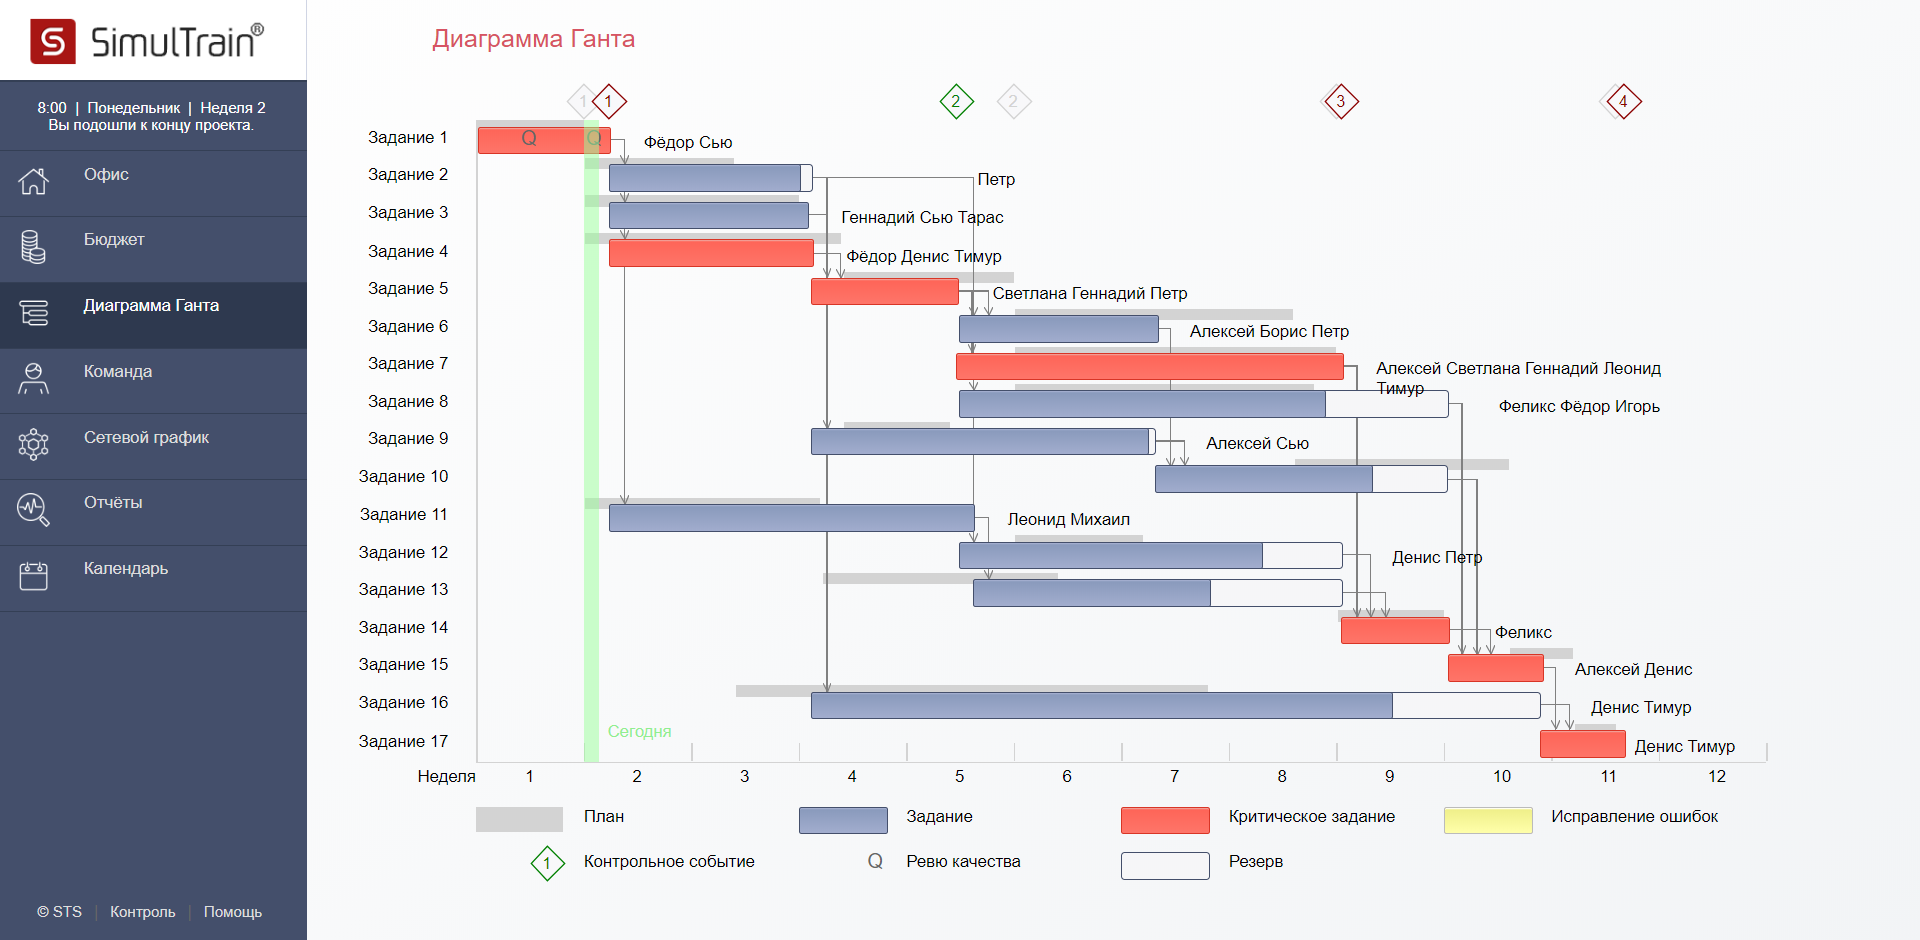 SimulTrain®
8:00 | Понедельник | Неделя 2
Вы подошли к концу проекта.
Офис
Бюджет
Диаграмма Ганта
Команда
Сетевой график
Отчёты
Календарь
© STS | Контроль | Помощь
Диаграмма Ганта
1 1 2 2 3 4
Задание 1 Q Q Фёдор Сью
Задание 2 Петр
Задание 3 Геннадий Сью Тарас
Задание 4 Фёдор Денис Тимур
Задание 5 Светлана Геннадий Петр
Задание 6 Алексей Борис Петр
Задание 7 Алексей Светлана Геннадий Леонид
Тимур
Задание 8 Феликс Фёдор Игорь
Задание 9 Алексей Сью
Задание 10
Задание 11 Леонид Михаил
Задание 12 Денис Петр
Задание 13
Задание 14 Феликс
Задание 15 Алексей Денис
Задание 16 Денис Тимур
Сегодня
Задание 17 Денис Тимур
Неделя 1 2 3 4 5 6 7 8 9 10 11 12
План Задание Критическое задание Исправление ошибок
1 Контрольное событие Q Ревю качества Резерв